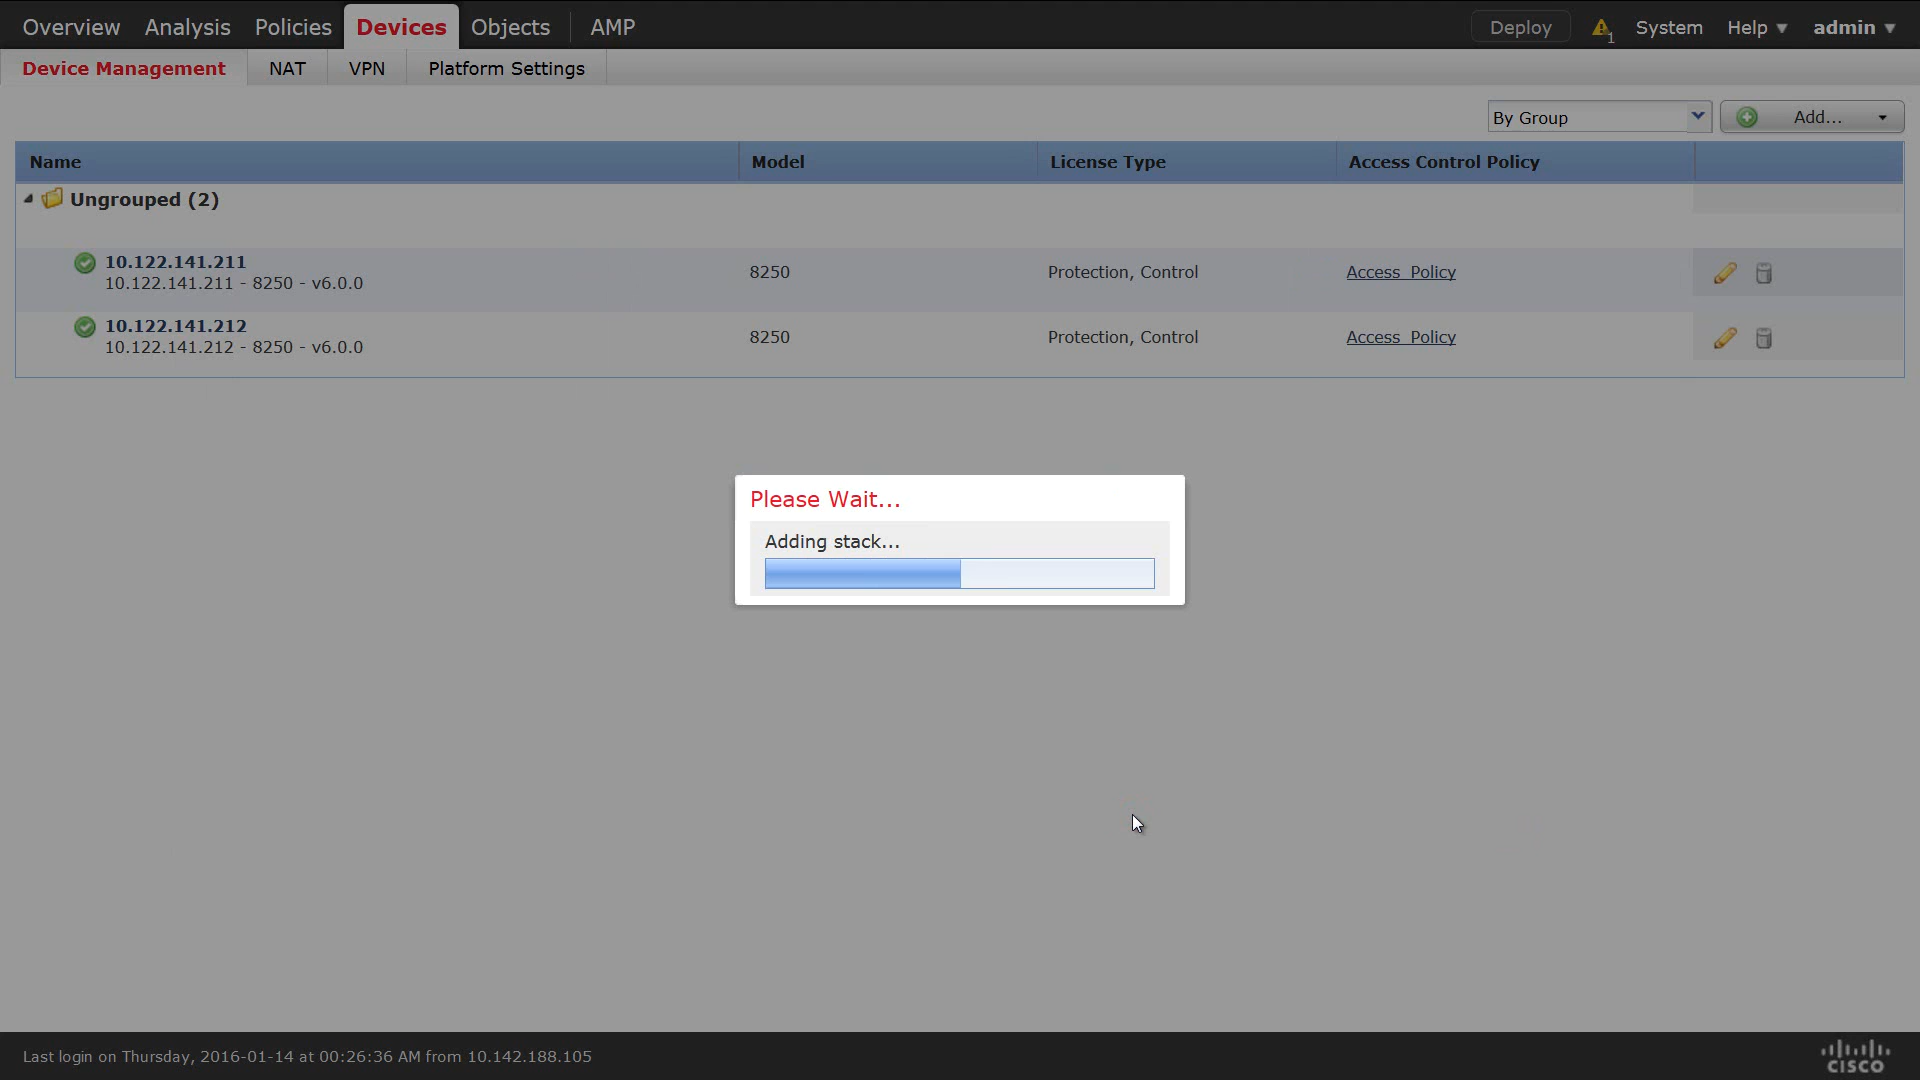 Overview Analysis Policies Devices Objects AMP Deploy 1 System Help admin
Device Management NAT VPN Platform Settings
By Group Add...
Name Model License Type Access Control Policy
Ungrouped (2)
10.122.141.211
10.122.141.211 - 8250 - v6.0.0 8250 Protection, Control Access_Policy
10.122.141.212
10.122.141.212 - 8250 - v6.0.0 8250 Protection, Control Access_Policy
Please Wait...
Adding stack...
Last login on Thursday, 2016-01-14 at 00:26:36 AM from 10.142.188.105
CISCO